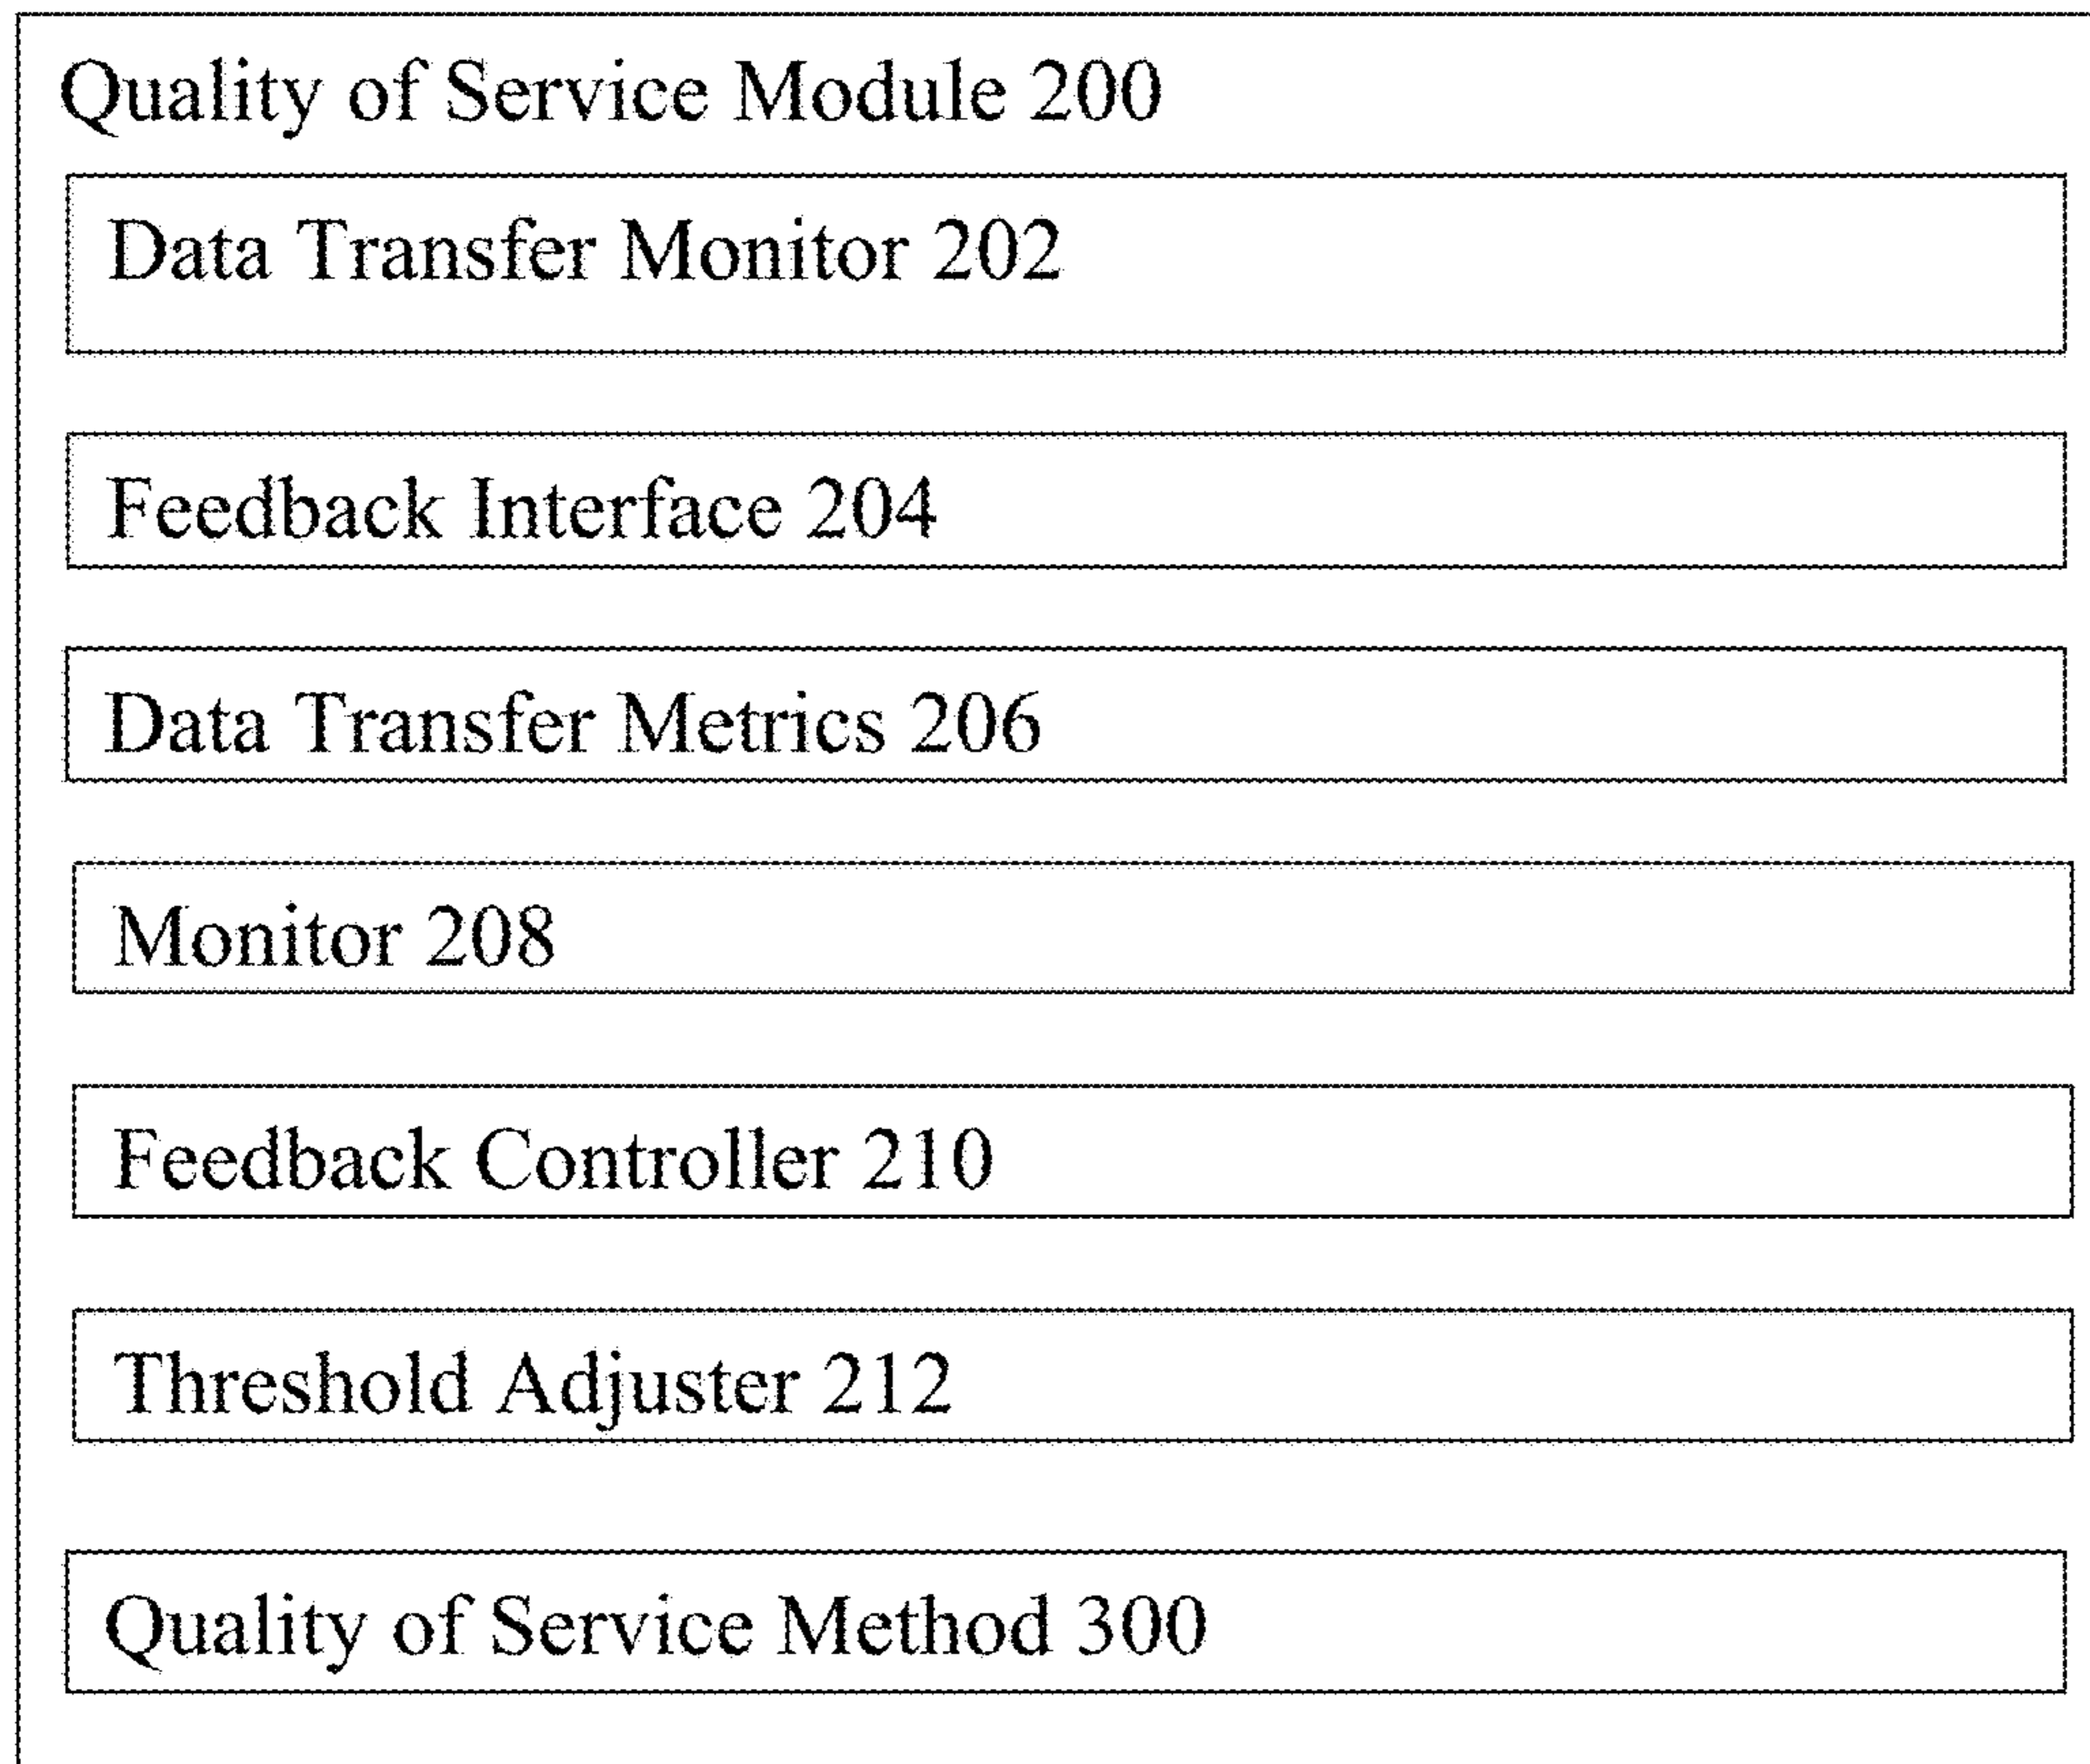 Quality of Service Module 200
Data Transfer Monitor 202
Feedback Interface 204
Data Transfer Metrics 206
Monitor 208
Feedback Controller 210
Threshold Adjuster 212
Quality of Service Method 300